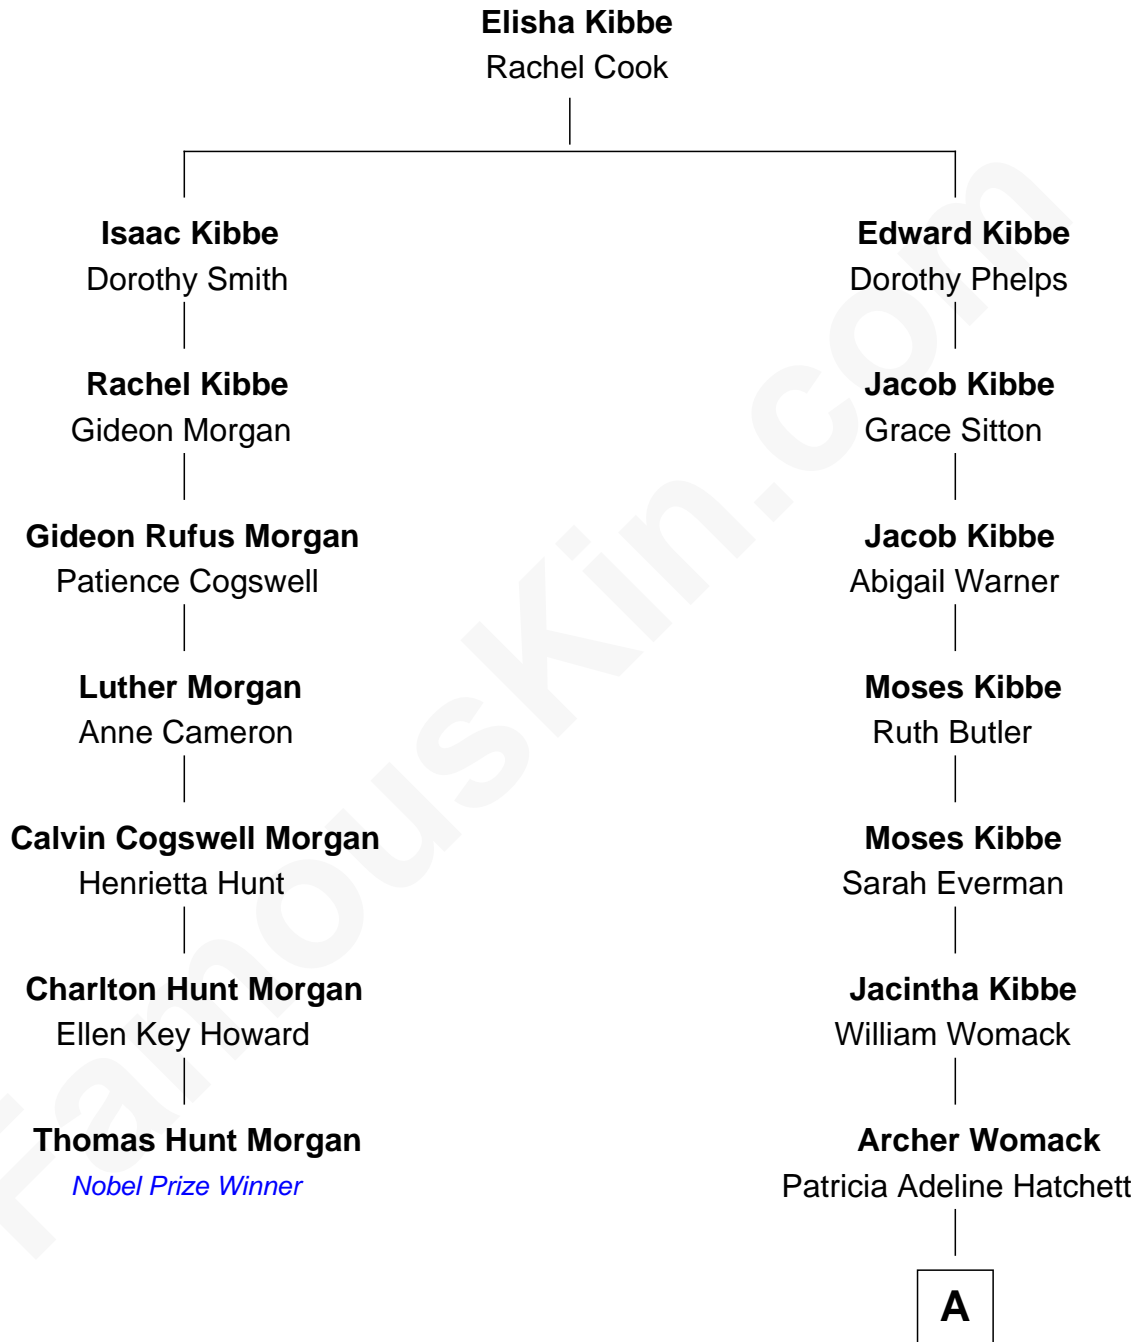 Elisha Kibbe
Rachel Cook
Isaac Kibbe
Dorothy Smith
Rachel Kibbe
Gideon Morgan
Gideon Rufus Morgan
Patience Cogswell
Luther Morgan
Anne Cameron
Calvin Cogswell Morgan
Henrietta Hunt
Charlton Hunt Morgan
Ellen Key Howard
Thomas Hunt Morgan
Nobel Prize Winner
Edward Kibbe
Dorothy Phelps
Jacob Kibbe
Grace Sitton
Jacob Kibbe
Abigail Warner
Moses Kibbe
Ruth Butler
Moses Kibbe
Sarah Everman
Jacintha Kibbe
William Womack
Archer Womack
Patricia Adeline Hatchett
A
FamousKin.com